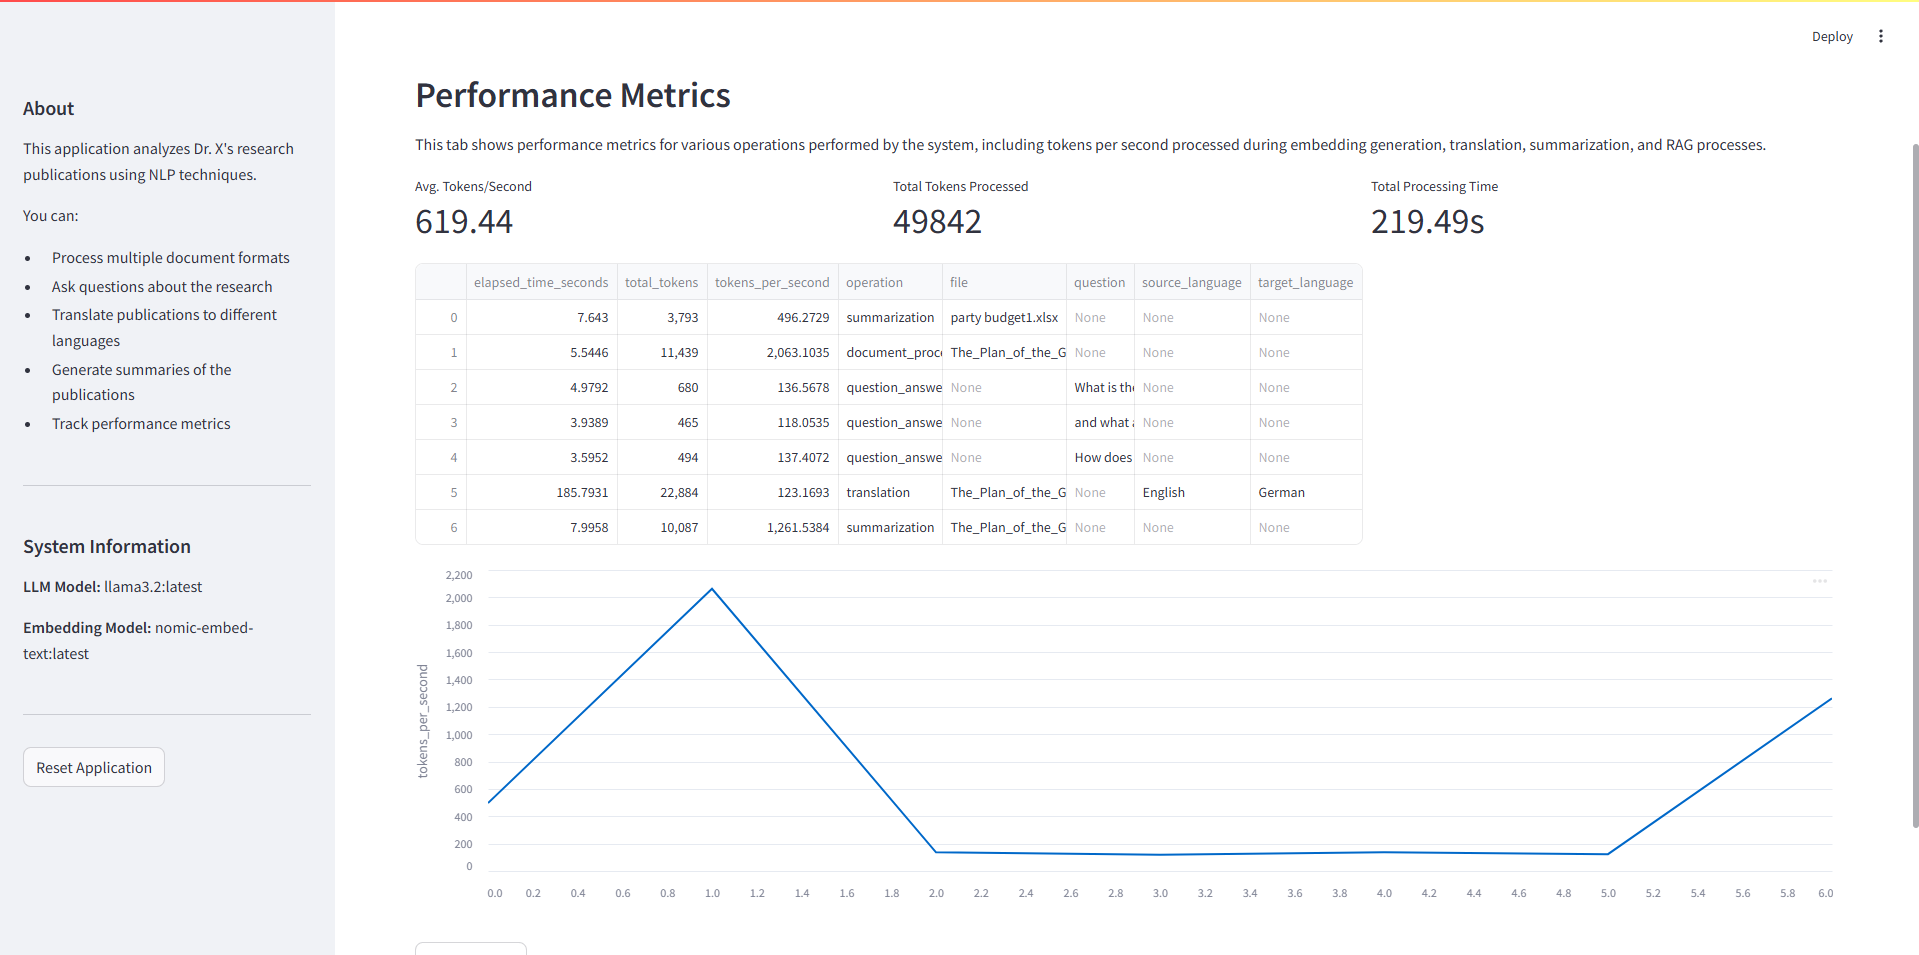 Deploy
About
This application analyzes Dr. X's research
publications using NLP techniques.
You can:
Process multiple document formats
Ask questions about the research
Translate publications to different
languages
Generate summaries of the
publications
Track performance metrics
System Information
LLM Model: llama3.2:latest
Embedding Model: nomic-embed-
text:latest
Reset Application
Performance Metrics
This tab shows performance metrics for various operations performed by the system, including tokens per second processed during embedding generation, translation, summarization, and RAG processes.
Avg. Tokens/Second Total Tokens Processed Total Processing Time
619.44 49842 219.49s
elapsed_time_seconds total_tokens tokens_per_second operation file question source_language target_language
0 7.643 3,793 496.2729 summarization party budget1.xlsx None None None
1 5.5446 11,439 2,063.1035 document_proc The_Plan_of_the_G None None None
2 4.9792 680 136.5678 question_answe None What is the None None
3 3.9389 465 118.0535 question_answe None and what a None None
4 3.5952 494 137.4072 question_answe None How does None None
5 185.7931 22,884 123.1693 translation The_Plan_of_the_G None English German
6 7.9958 10,087 1,261.5384 summarization The_Plan_of_the_G None None None
tokens_per_second
2,200
2,000
1,800
1,600
1,400
1,200
1,000
800
600
400
200
0
0.0 0.2 0.4 0.6 0.8 1.0 1.2 1.4 1.6 1.8 2.0 2.2 2.4 2.6 2.8 3.0 3.2 3.4 3.6 3.8 4.0 4.2 4.4 4.6 4.8 5.0 5.2 5.4 5.6 5.8 6.0